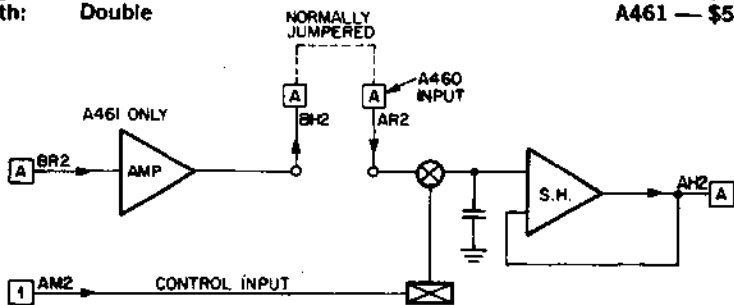 th: Double
A461 — $5
NORMALLY
JUMPERED
A460
INPUT
A
A
A461 ONLY
BH2
AR2
A
BR2
AMP
S.H.
AH2
A
1
AM2
CONTROL INPUT